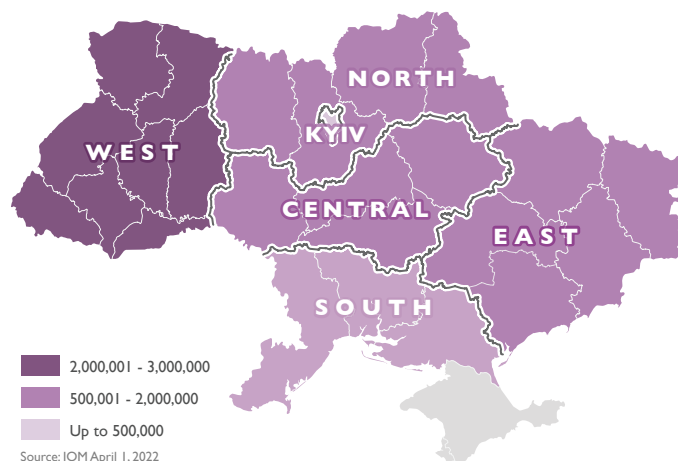 NORTH
KYIV
WEST
CENTRAL
EAST
SOUTH
2,000,001 - 3,000,000
500,001 - 2,000,000
Up to 500,000
Source: IOM April 1, 2022